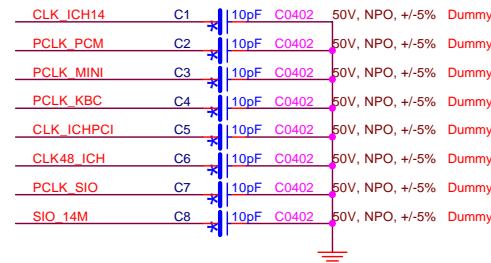 CLK_ICH14 C1 10pF C0402 50V, NPO, +/-5% Dummy
PCLK_PCM C2 10pF C0402 50V, NPO, +/-5% Dummy
PCLK_MINI C3 10pF C0402 50V, NPO, +/-5% Dummy
PCLK_KBC C4 10pF C0402 50V, NPO, +/-5% Dummy
CLK_ICHPCI C5 10pF C0402 50V, NPO, +/-5% Dummy
CLK48_ICH C6 10pF C0402 50V, NPO, +/-5% Dummy
PCLK_SIO C7 10pF C0402 50V, NPO, +/-5% Dummy
SIO_14M C8 10pF C0402 50V, NPO, +/-5% Dummy